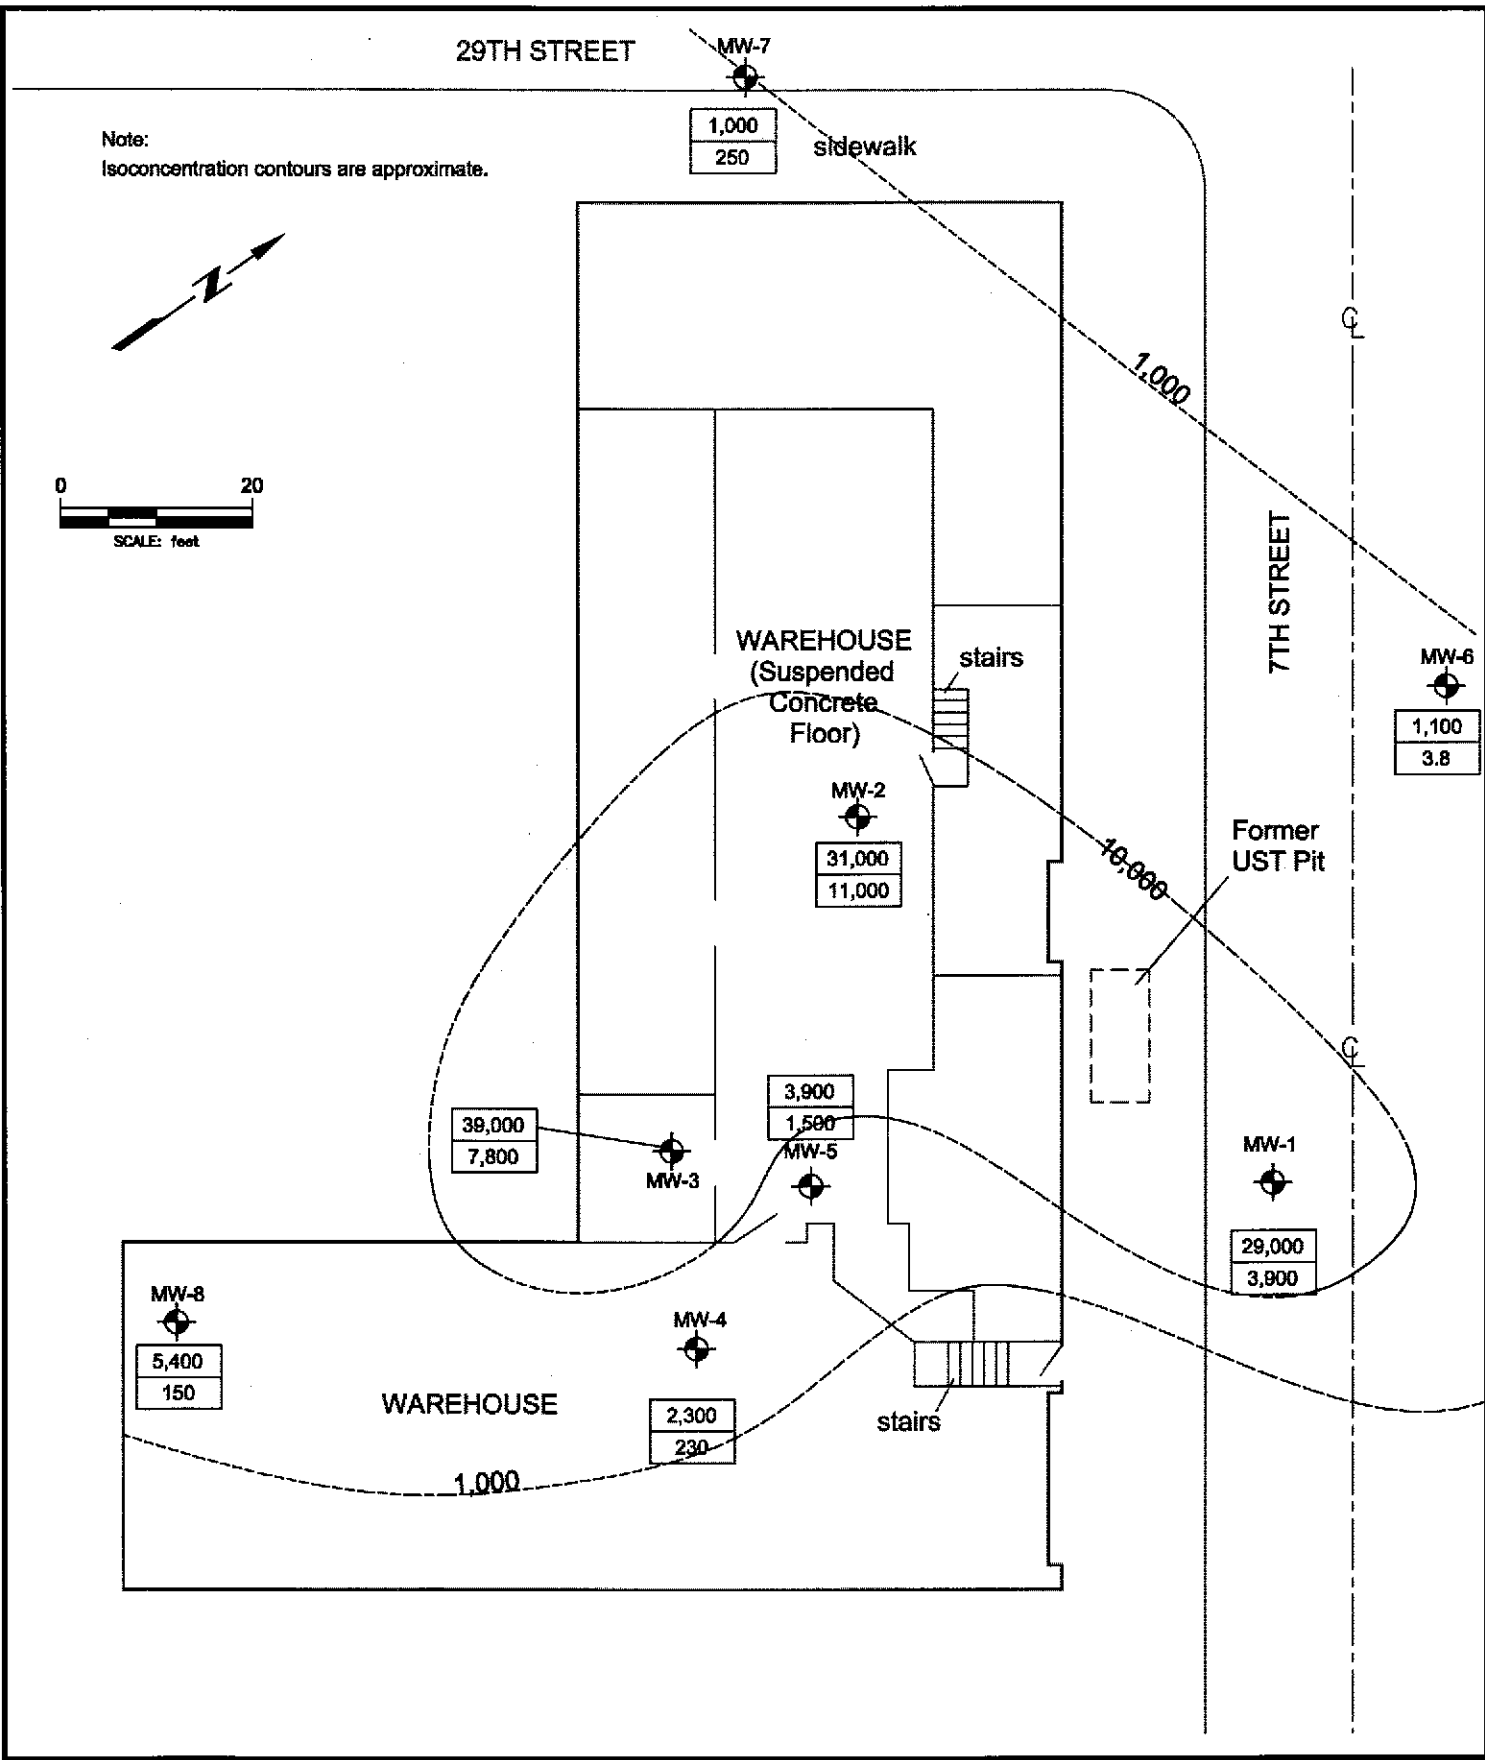 29TH STREET
MW-7
1,000
250
sidewalk
Note:
Isoconcentration contours are approximate.
N
0 20
SCALE: feet
1,000
7TH STREET
WAREHOUSE
(Suspended
Concrete
Floor)
stairs
MW-6
1,100
3.8
MW-2
31,000
11,000
10,000
Former
UST Pit
39,000
7,800
MW-3
3,900
1,500
MW-5
MW-1
29,000
3,900
MW-8
5,400
150
MW-4
2,300
230
WAREHOUSE
stairs
1,000